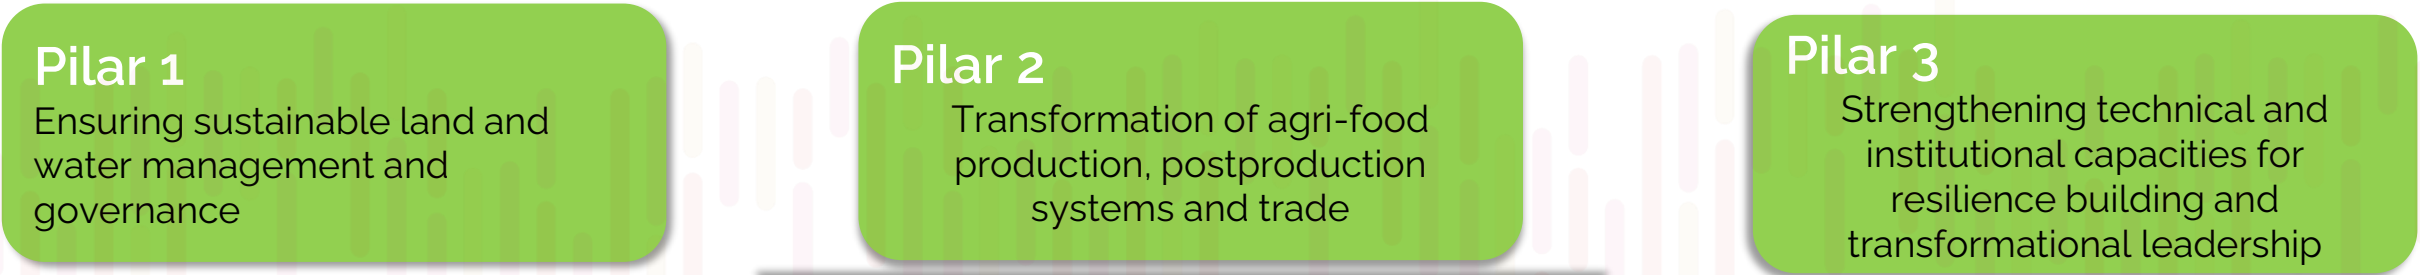 Pilar 1
Ensuring sustainable land and
water management and
governance
Pilar 2
Transformation of agri-food
production, postproduction
systems and trade
Pilar 3
Strengthening technical and
institutional capacities for
resilience building and
transformational leadership